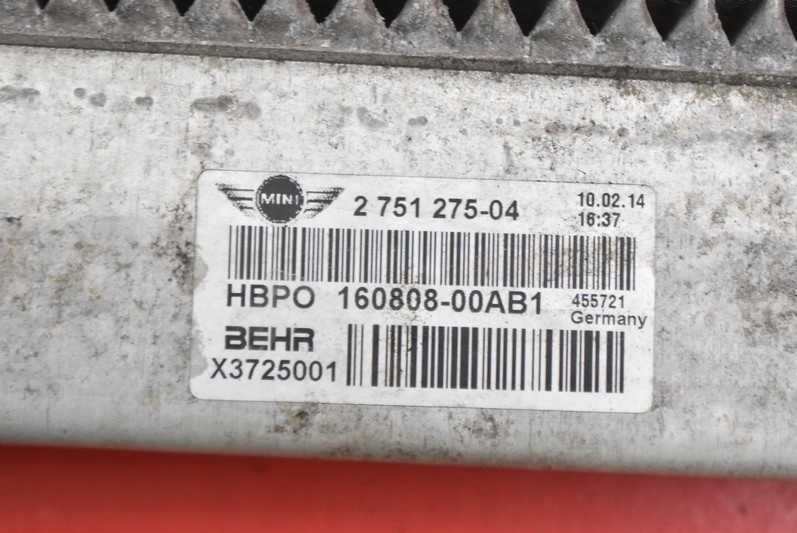 MINI 2 751 275-04 10.02.14
16:37
HBPO 160808-00AB1 455721
Germany
BEHR
X3725001